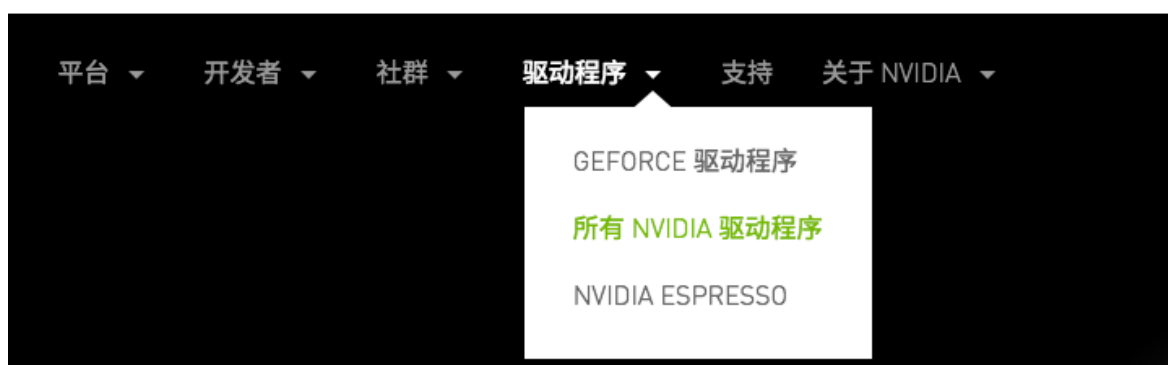 平台 开发者 社群 驱动程序 支持 关于 NVIDIA
GEFORCE 驱动程序
所有 NVIDIA 驱动程序
NVIDIA ESPRESSO